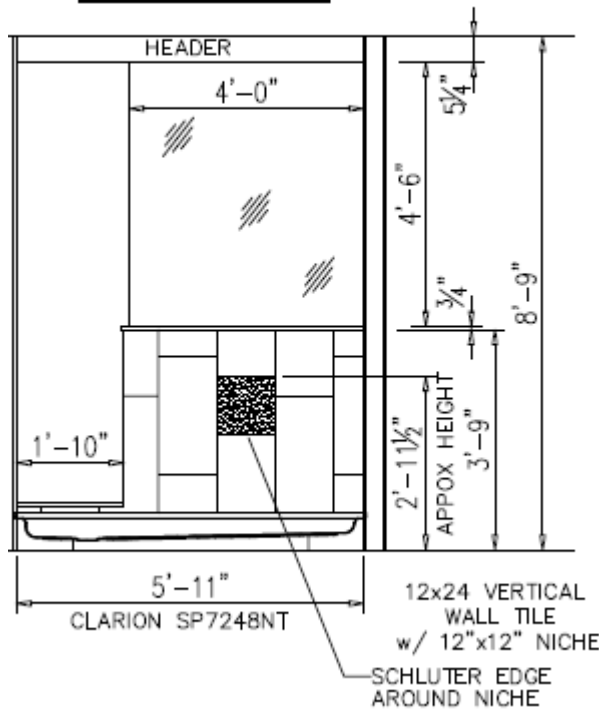 HEADER
4'-0"
5¼"
4'-6"
¾"
8'-9"
1'-10"
2'-11½"
APPOX HEIGHT
3'-9"
5'-11"
CLARION SP7248NT
12x24 VERTICAL
WALL TILE
w/ 12"x12" NICHE
SCHLUTER EDGE
AROUND NICHE